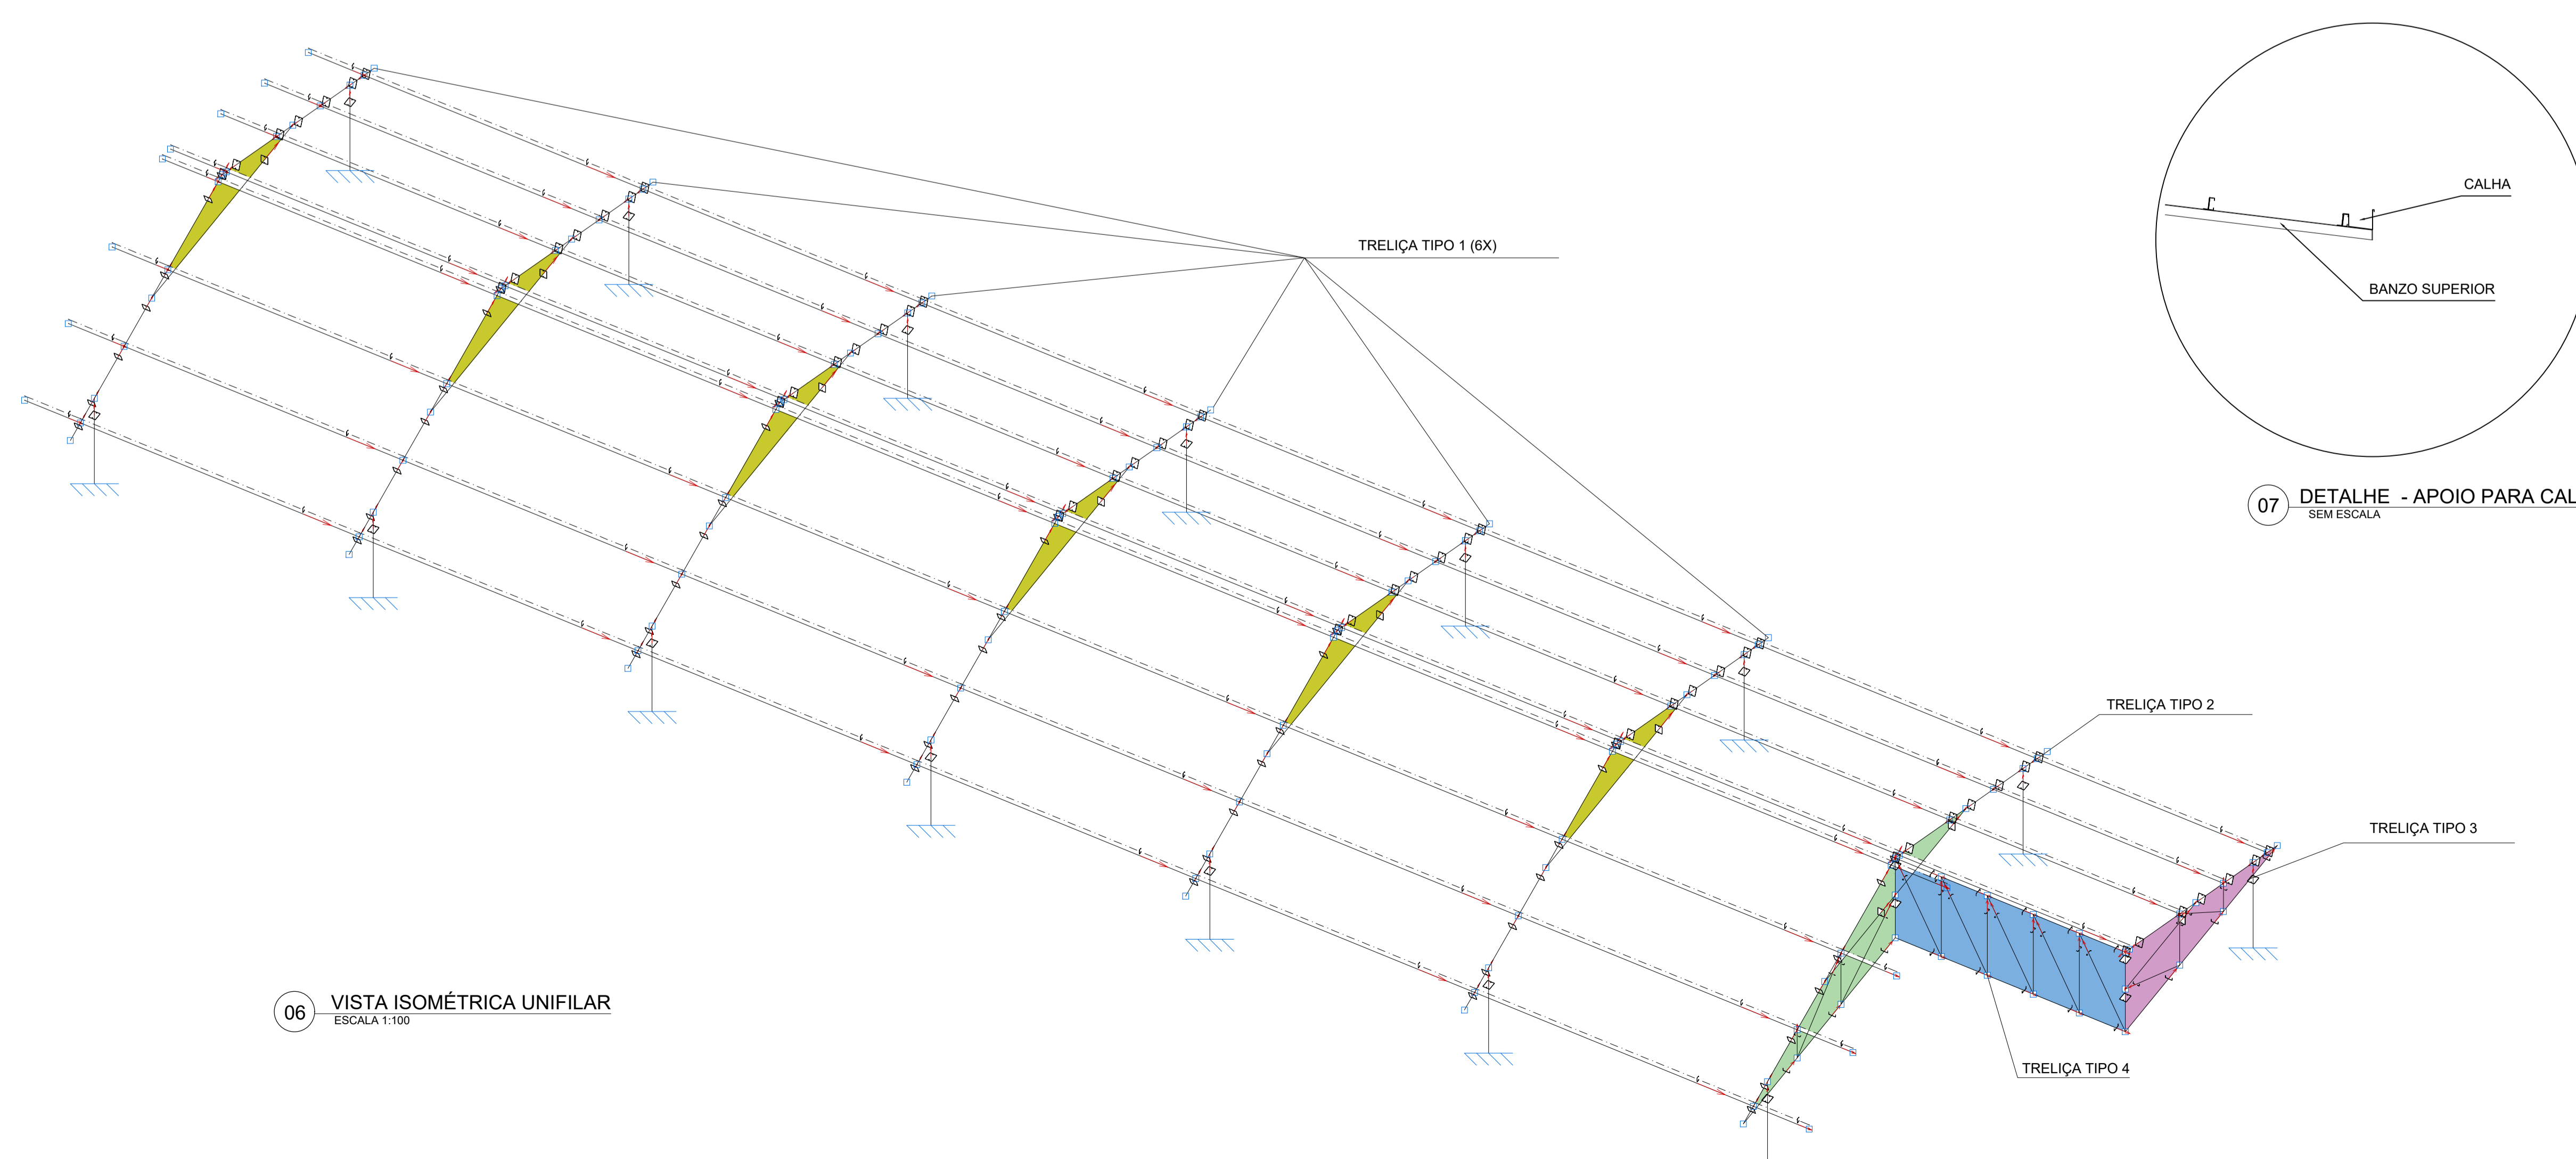 CALHA
TRELIÇA TIPO 1 (6X)
BANZO SUPERIOR
07
DETALHE - APOIO PARA
SEM ESCALA
TRELIÇA TIPO 2
TRELIÇA TIPO 3
06
VISTA ISOMÉTRICA UNIFILAR
ESCALA 1:100
TRELIÇA TIPO 4